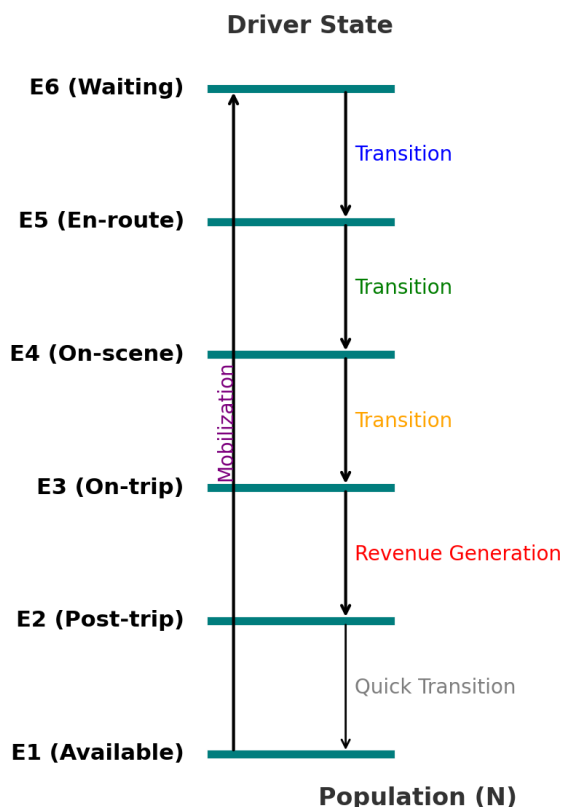 Driver State
E6 (Waiting)
Transition
E5 (En-route)
Transition
E4 (On-scene)
Mobilization
Transition
E3 (On-trip)
Revenue Generation
E2 (Post-trip)
Quick Transition
E1 (Available)
Population (N)